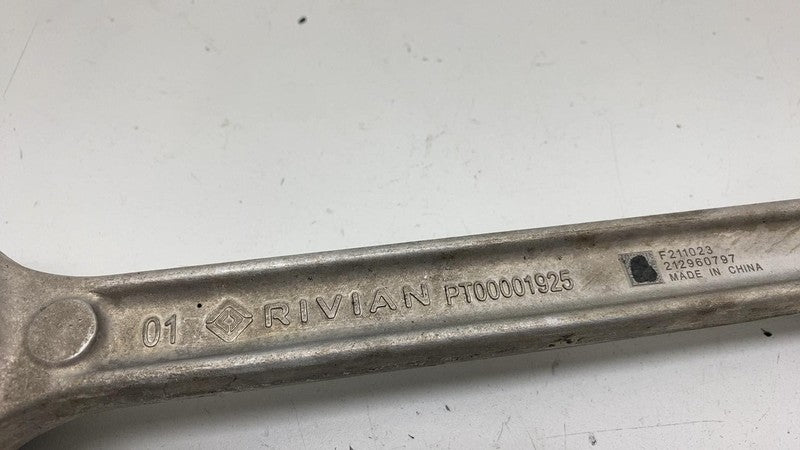 01 RIVIAN PT00001925
F211023
212960797
MADE IN CHINA